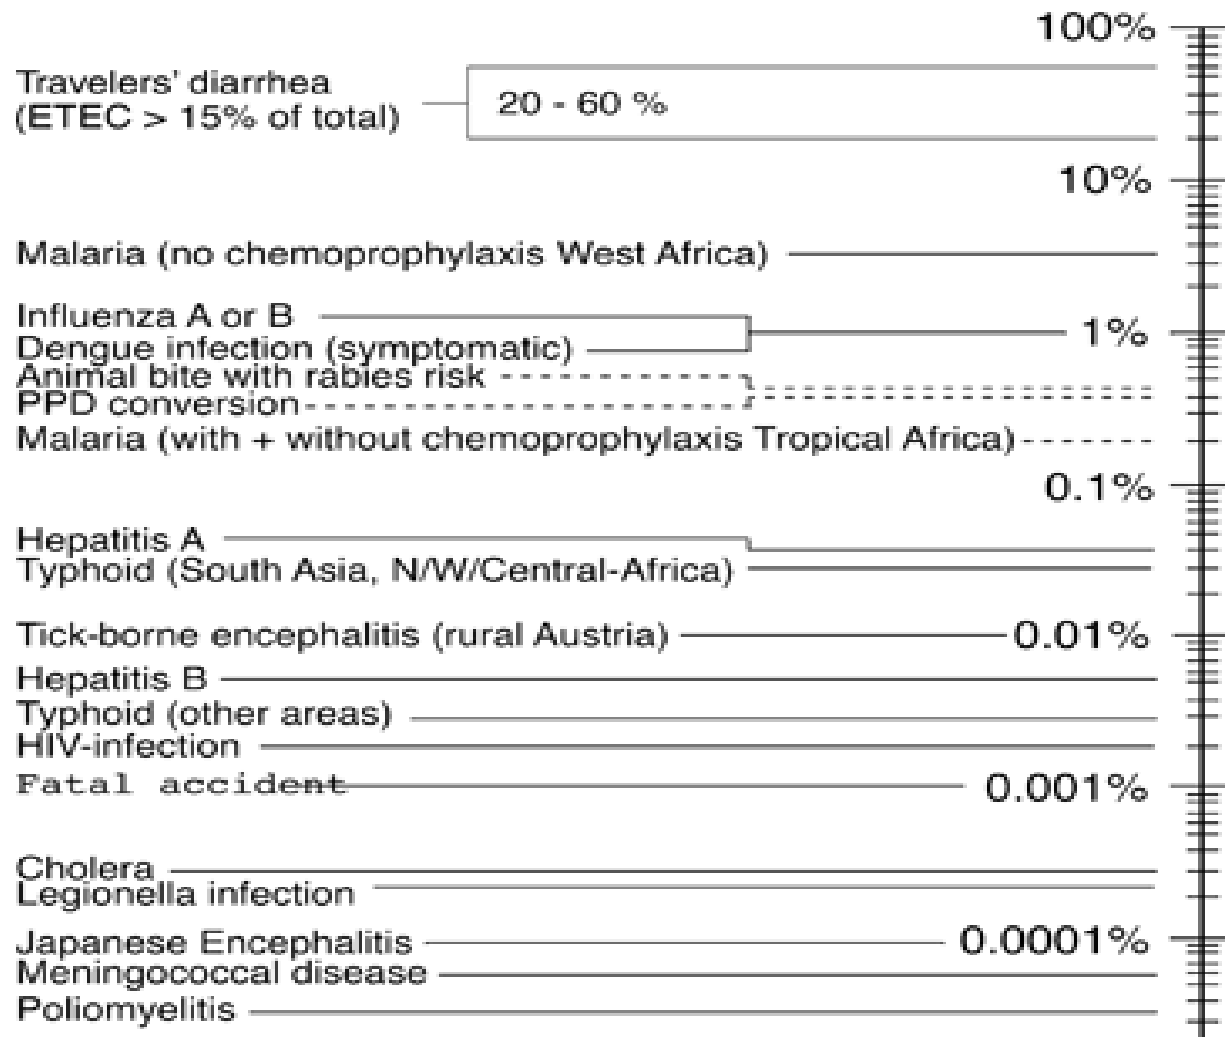 100%
Travelers' diarrhea
(ETEC > 15% of total)
20 - 60 %
10%
Malaria (no chemoprophylaxis West Africa)
Influenza A or B
1%
Dengue infection (symptomatic)
Animal bite with rabies risk
PPD conversion
Malaria (with + without chemoprophylaxis Tropical Africa)
0.1%
Hepatitis A
Typhoid (South Asia, N/W/Central-Africa)
Tick-borne encephalitis (rural Austria) 0.01%
Hepatitis B
Typhoid (other areas)
HIV-infection
Fatal accident 0.001%
Cholera
Legionella infection
Japanese Encephalitis 0.0001%
Meningococcal disease
Poliomyelitis